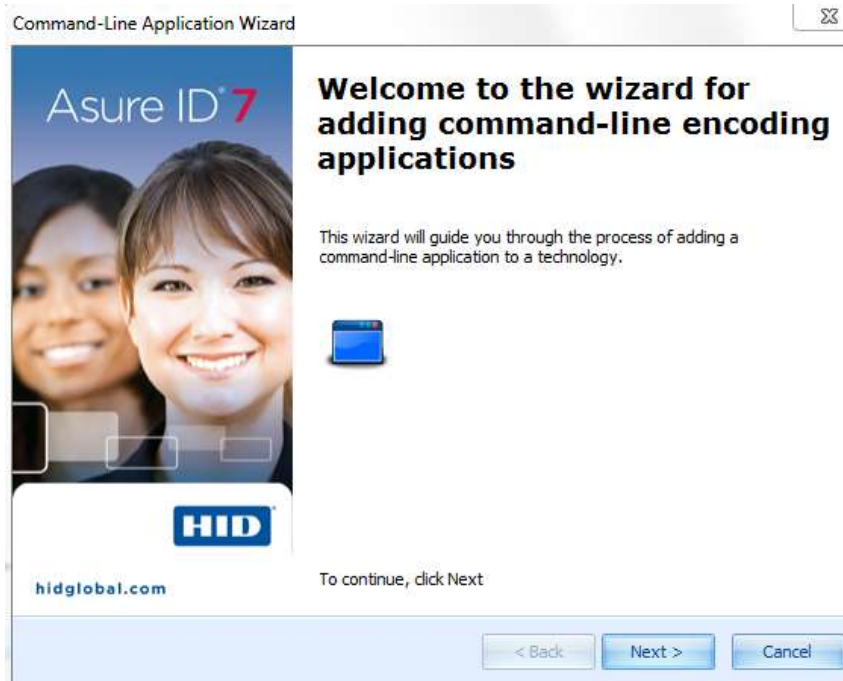 Command-Line Application Wizard
Asure ID 7
Welcome to the wizard for
adding command-line encoding
applications
This wizard will guide you through the process of adding a
command-line application to a technology.
HID
hidglobal.com
To continue, click Next
< Back
Next >
Cancel